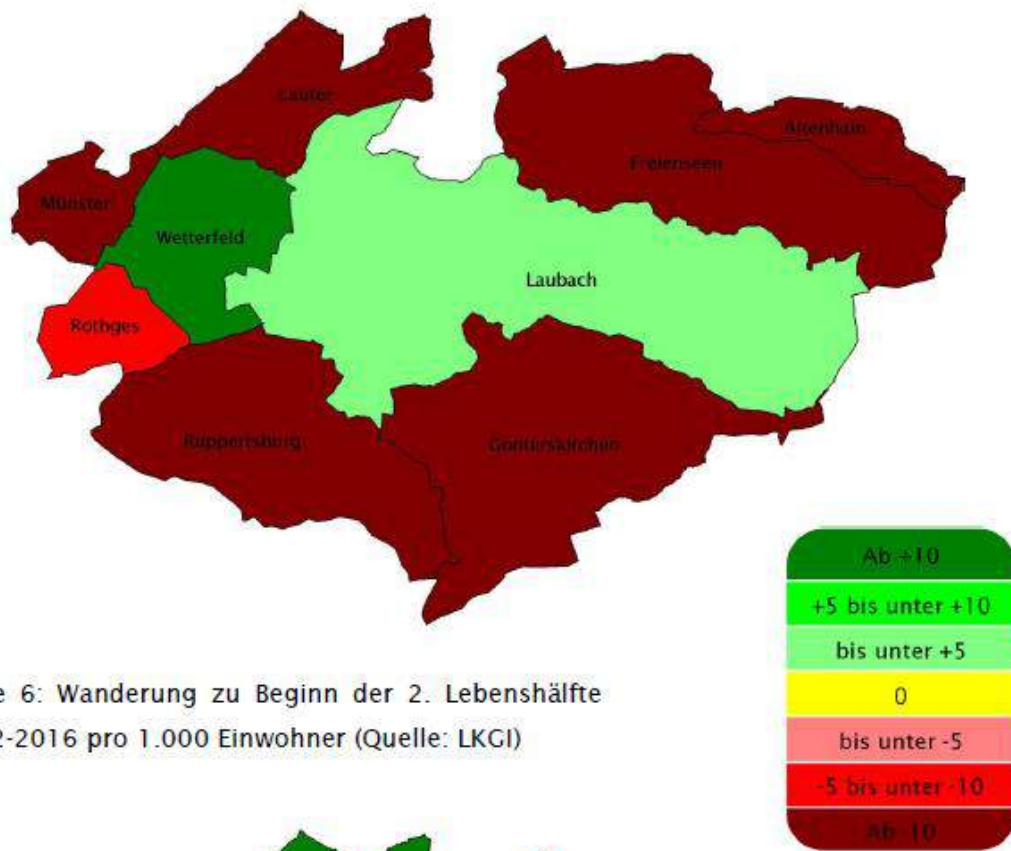 Lauter
Altenhain
Freienseen
Münster
Wetterfeld
Laubach
Rothges
Ruppertsburg
Gonterskirchen
Ab +10
+5 bis unter +10
bis unter +5
0
bis unter -5
-5 bis unter -10
Ab -10
e 6: Wanderung zu Beginn der 2. Lebenshälfte
2-2016 pro 1.000 Einwohner (Quelle: LKGI)